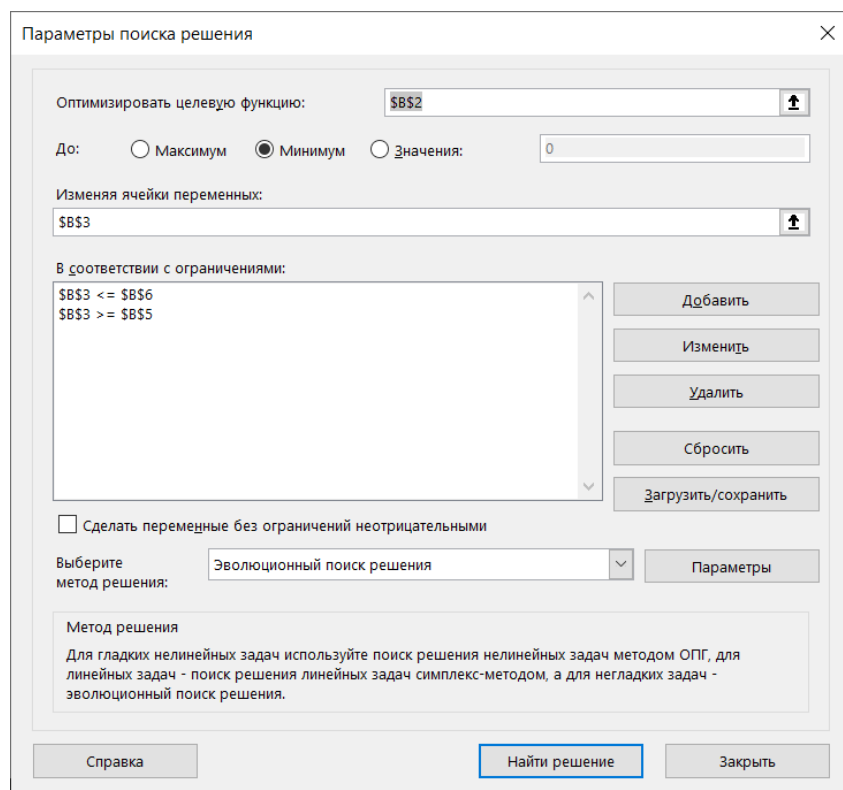 Параметры поиска решения
Оптимизировать целевую функцию: $B$2
До: Максимум Минимум Значения: 0
Изменяя ячейки переменных:
$B$3
В соответствии с ограничениями:
$B$3 <= $B$6
$B$3 >= $B$5
Добавить
Изменить
Удалить
Сбросить
Загрузить/сохранить
Сделать переменные без ограничений неотрицательными
Выберите
метод решения:
Эволюционный поиск решения
Параметры
Метод решения
Для гладких нелинейных задач используйте поиск решения нелинейных задач методом ОПГ, для
линейных задач - поиск решения линейных задач симплекс-методом, а для негладких задач -
эволюционный поиск решения.
Справка Найти решение Закрыть